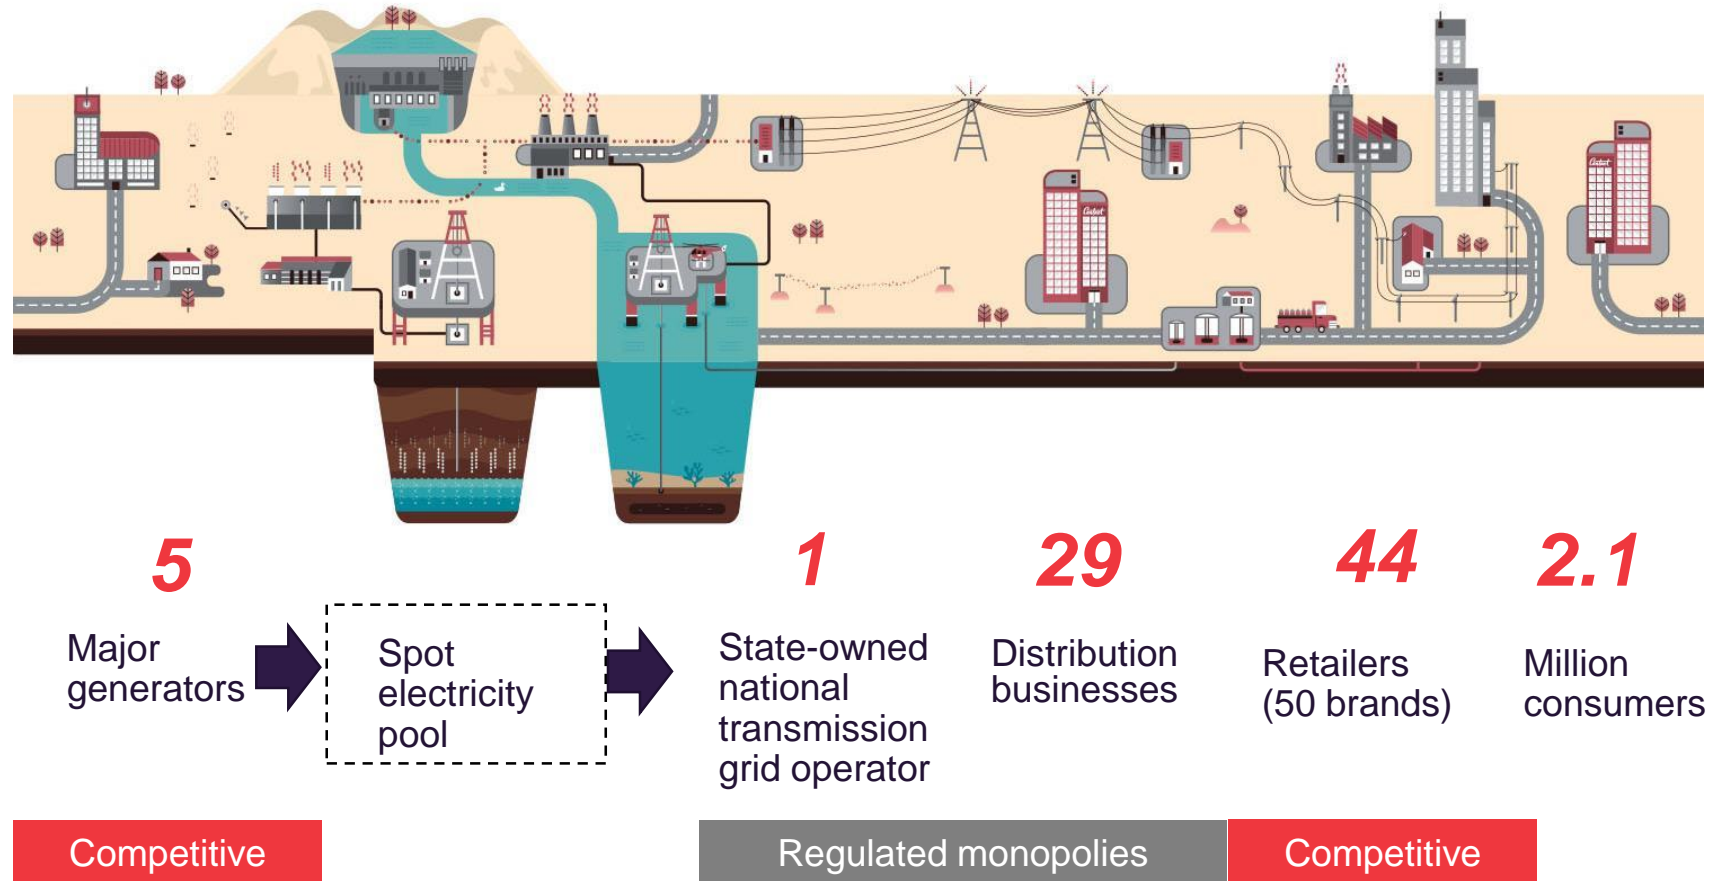 5
Major
generators
Spot
electricity
pool
1
State-owned
national
transmission
grid operator
29
Distribution
businesses
44
Retailers
(50 brands)
2.1
Million
consumers
Competitive
Regulated monopolies
Competitive